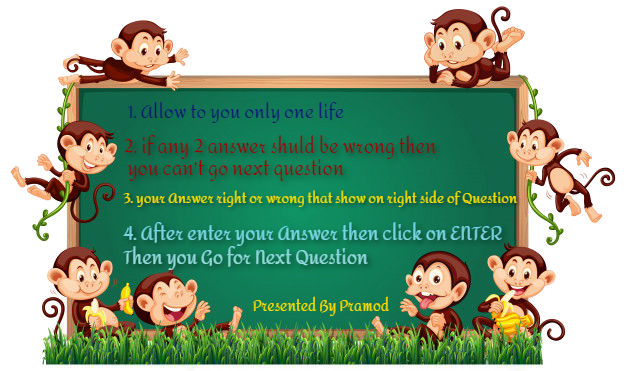 1. Allow to you only one life
2. if any 2 answer shuld be wrong then
you can't go next question
3. your Answer right or wrong that show on right side of Question
4. After enter your Answer then click on ENTER
Then you Go for Next Question
Presented By Pramod